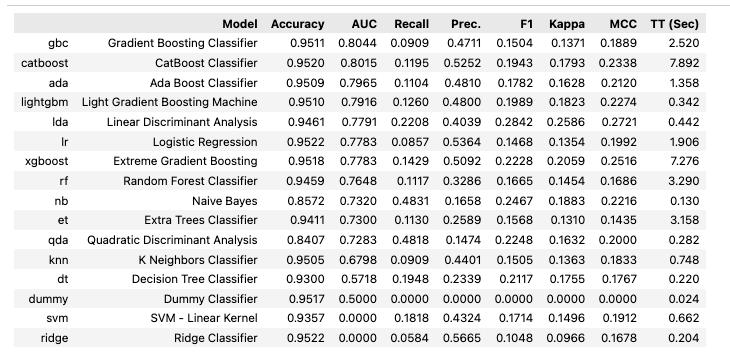 Model Accuracy AUC Recall Prec. F1 Kappa MCC TT (Sec)
gbc Gradient Boosting Classifier 0.9511 0.8044 0.0909 0.4711 0.1504 0.1371 0.1889 2.520
catboost CatBoost Classifier 0.9520 0.8015 0.1195 0.5252 0.1943 0.1793 0.2338 7.892
ada Ada Boost Classifier 0.9509 0.7965 0.1104 0.4810 0.1782 0.1628 0.2120 1.358
lightgbm Light Gradient Boosting Machine 0.9510 0.7916 0.1260 0.4800 0.1989 0.1823 0.2274 0.342
lda Linear Discriminant Analysis 0.9461 0.7791 0.2208 0.4039 0.2842 0.2586 0.2721 0.442
lr Logistic Regression 0.9522 0.7783 0.0857 0.5364 0.1468 0.1354 0.1992 1.906
xgboost Extreme Gradient Boosting 0.9518 0.7783 0.1429 0.5092 0.2228 0.2059 0.2516 7.276
rf Random Forest Classifier 0.9459 0.7648 0.1117 0.3286 0.1665 0.1454 0.1686 3.290
nb Naive Bayes 0.8572 0.7320 0.4831 0.1658 0.2467 0.1883 0.2216 0.130
et Extra Trees Classifier 0.9411 0.7300 0.1130 0.2589 0.1568 0.1310 0.1435 3.158
qda Quadratic Discriminant Analysis 0.8407 0.7283 0.4818 0.1474 0.2248 0.1632 0.2000 0.282
knn K Neighbors Classifier 0.9505 0.6798 0.0909 0.4401 0.1505 0.1363 0.1833 0.748
dt Decision Tree Classifier 0.9300 0.5718 0.1948 0.2339 0.2117 0.1755 0.1767 0.220
dummy Dummy Classifier 0.9517 0.5000 0.0000 0.0000 0.0000 0.0000 0.0000 0.024
svm SVM - Linear Kernel 0.9357 0.0000 0.1818 0.4324 0.1714 0.1496 0.1912 0.662
ridge Ridge Classifier 0.9522 0.0000 0.0584 0.5665 0.1048 0.0966 0.1678 0.204